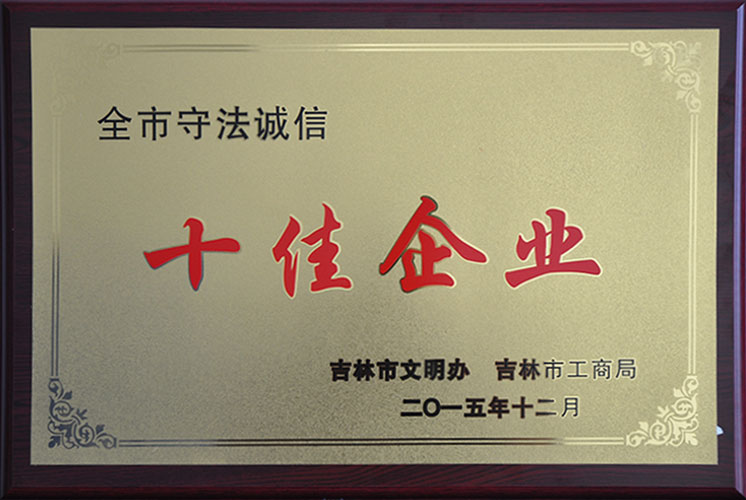 全市守法诚信
十佳企业
吉林市文明办 吉林市工商局
二〇一五年十二月